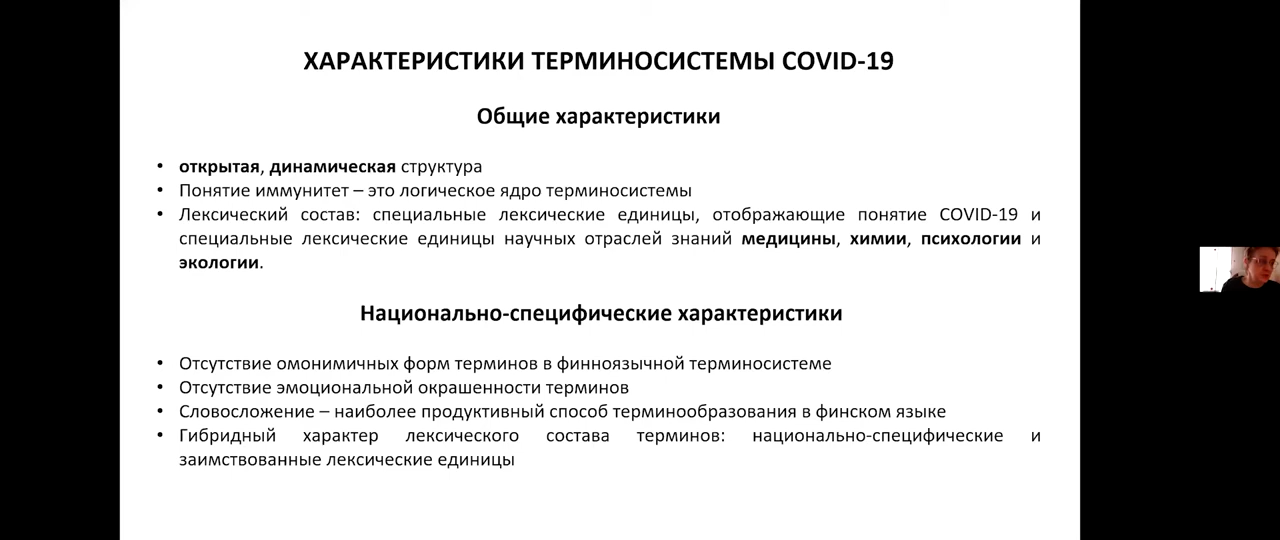 ХАРАКТЕРИСТИКИ ТЕРМИНОСИСТЕМЫ COVID-19
Общие характеристики
• открытая, динамическая структура
• Понятие иммунитет – это логическое ядро терминосистемы
• Лексический состав: специальные лексические единицы, отображающие понятие COVID-19 и
специальные лексические единицы научных отраслей знаний медицины, химии, психологии и
экологии.
Национально-специфические характеристики
• Отсутствие омонимичных форм терминов в финноязычной терминосистеме
• Отсутствие эмоциональной окрашенности терминов
• Словосложение – наиболее продуктивный способ терминообразования в финском языке
• Гибридный характер лексического состава терминов: национально-специфические и
заимствованные лексические единицы